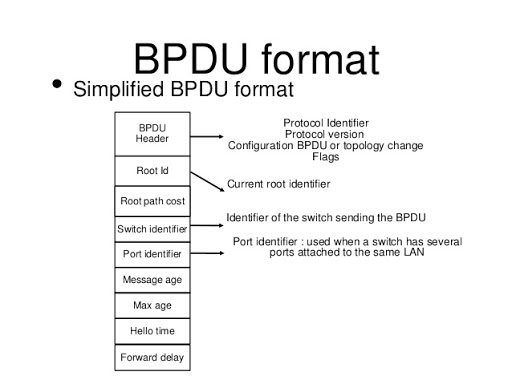 BPDU format
• Simplified BPDU format
BPDU
Header
Protocol Identifier
Protocol version
Configuration BPDU or topology change
Flags
Root Id
Current root identifier
Root path cost
Switch identifier
Identifier of the switch sending the BPDU
Port identifier
Port identifier : used when a switch has several
ports attached to the same LAN
Message age
Max age
Hello time
Forward delay